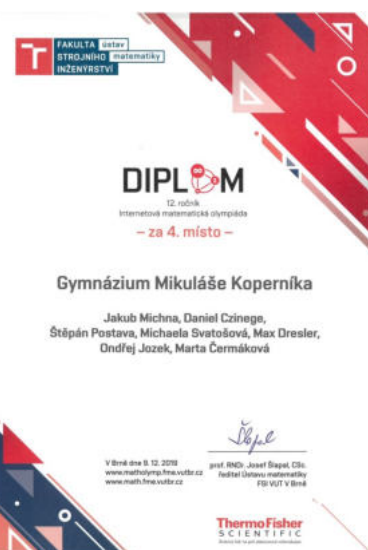 FAKULTA ústav
STROJNÍHO matematiky
INŽENÝRSTVÍ
DIPLOM
12. ročník
Internetová matematická olympiáda
– za 4. místo –
Gymnázium Mikuláše Koperníka
Jakub Michna, Daniel Czinege,
Štěpán Postava, Michaela Svatošová, Max Dresler,
Ondřej Jozek, Marta Čermáková
V Brně dne 9. 12. 2019
www.matholymp.fme.vutbr.cz
www.math.fme.vutbr.cz
prof. RNDr. Josef Šlapal, CSc.
ředitel Ústavu matematiky
FSI VUT V Brně
ThermoFisher
SCIENTIFIC